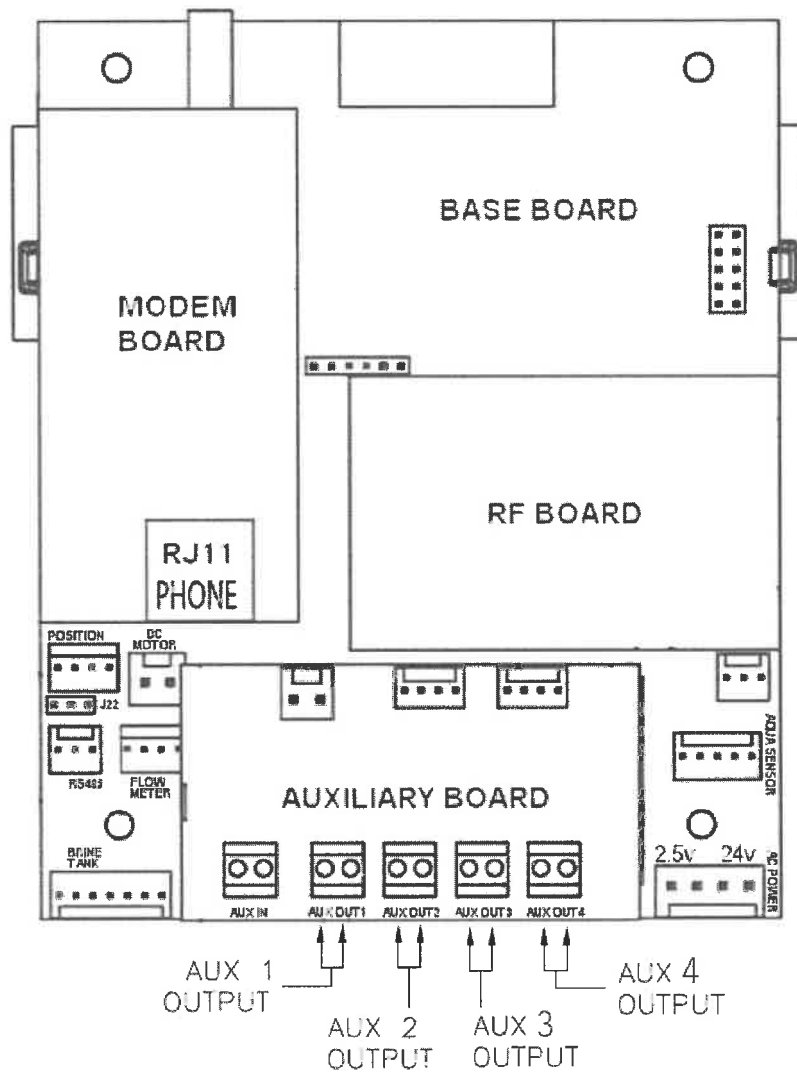 BASE BOARD
MODEM
BOARD
RF BOARD
RJ11
PHONE
POSITION
DC
MOTOR
J22
RS485
FLOW
METER
AQUA SENSOR
AUXILIARY BOARD
BRINE
TANK
2.5v 24v
AC POWER
AUX IN
AUX OUT1
AUX OUT2
AUX OUT3
AUX OUT4
AUX 1
OUTPUT
AUX 2
OUTPUT
AUX 3
OUTPUT
AUX 4
OUTPUT